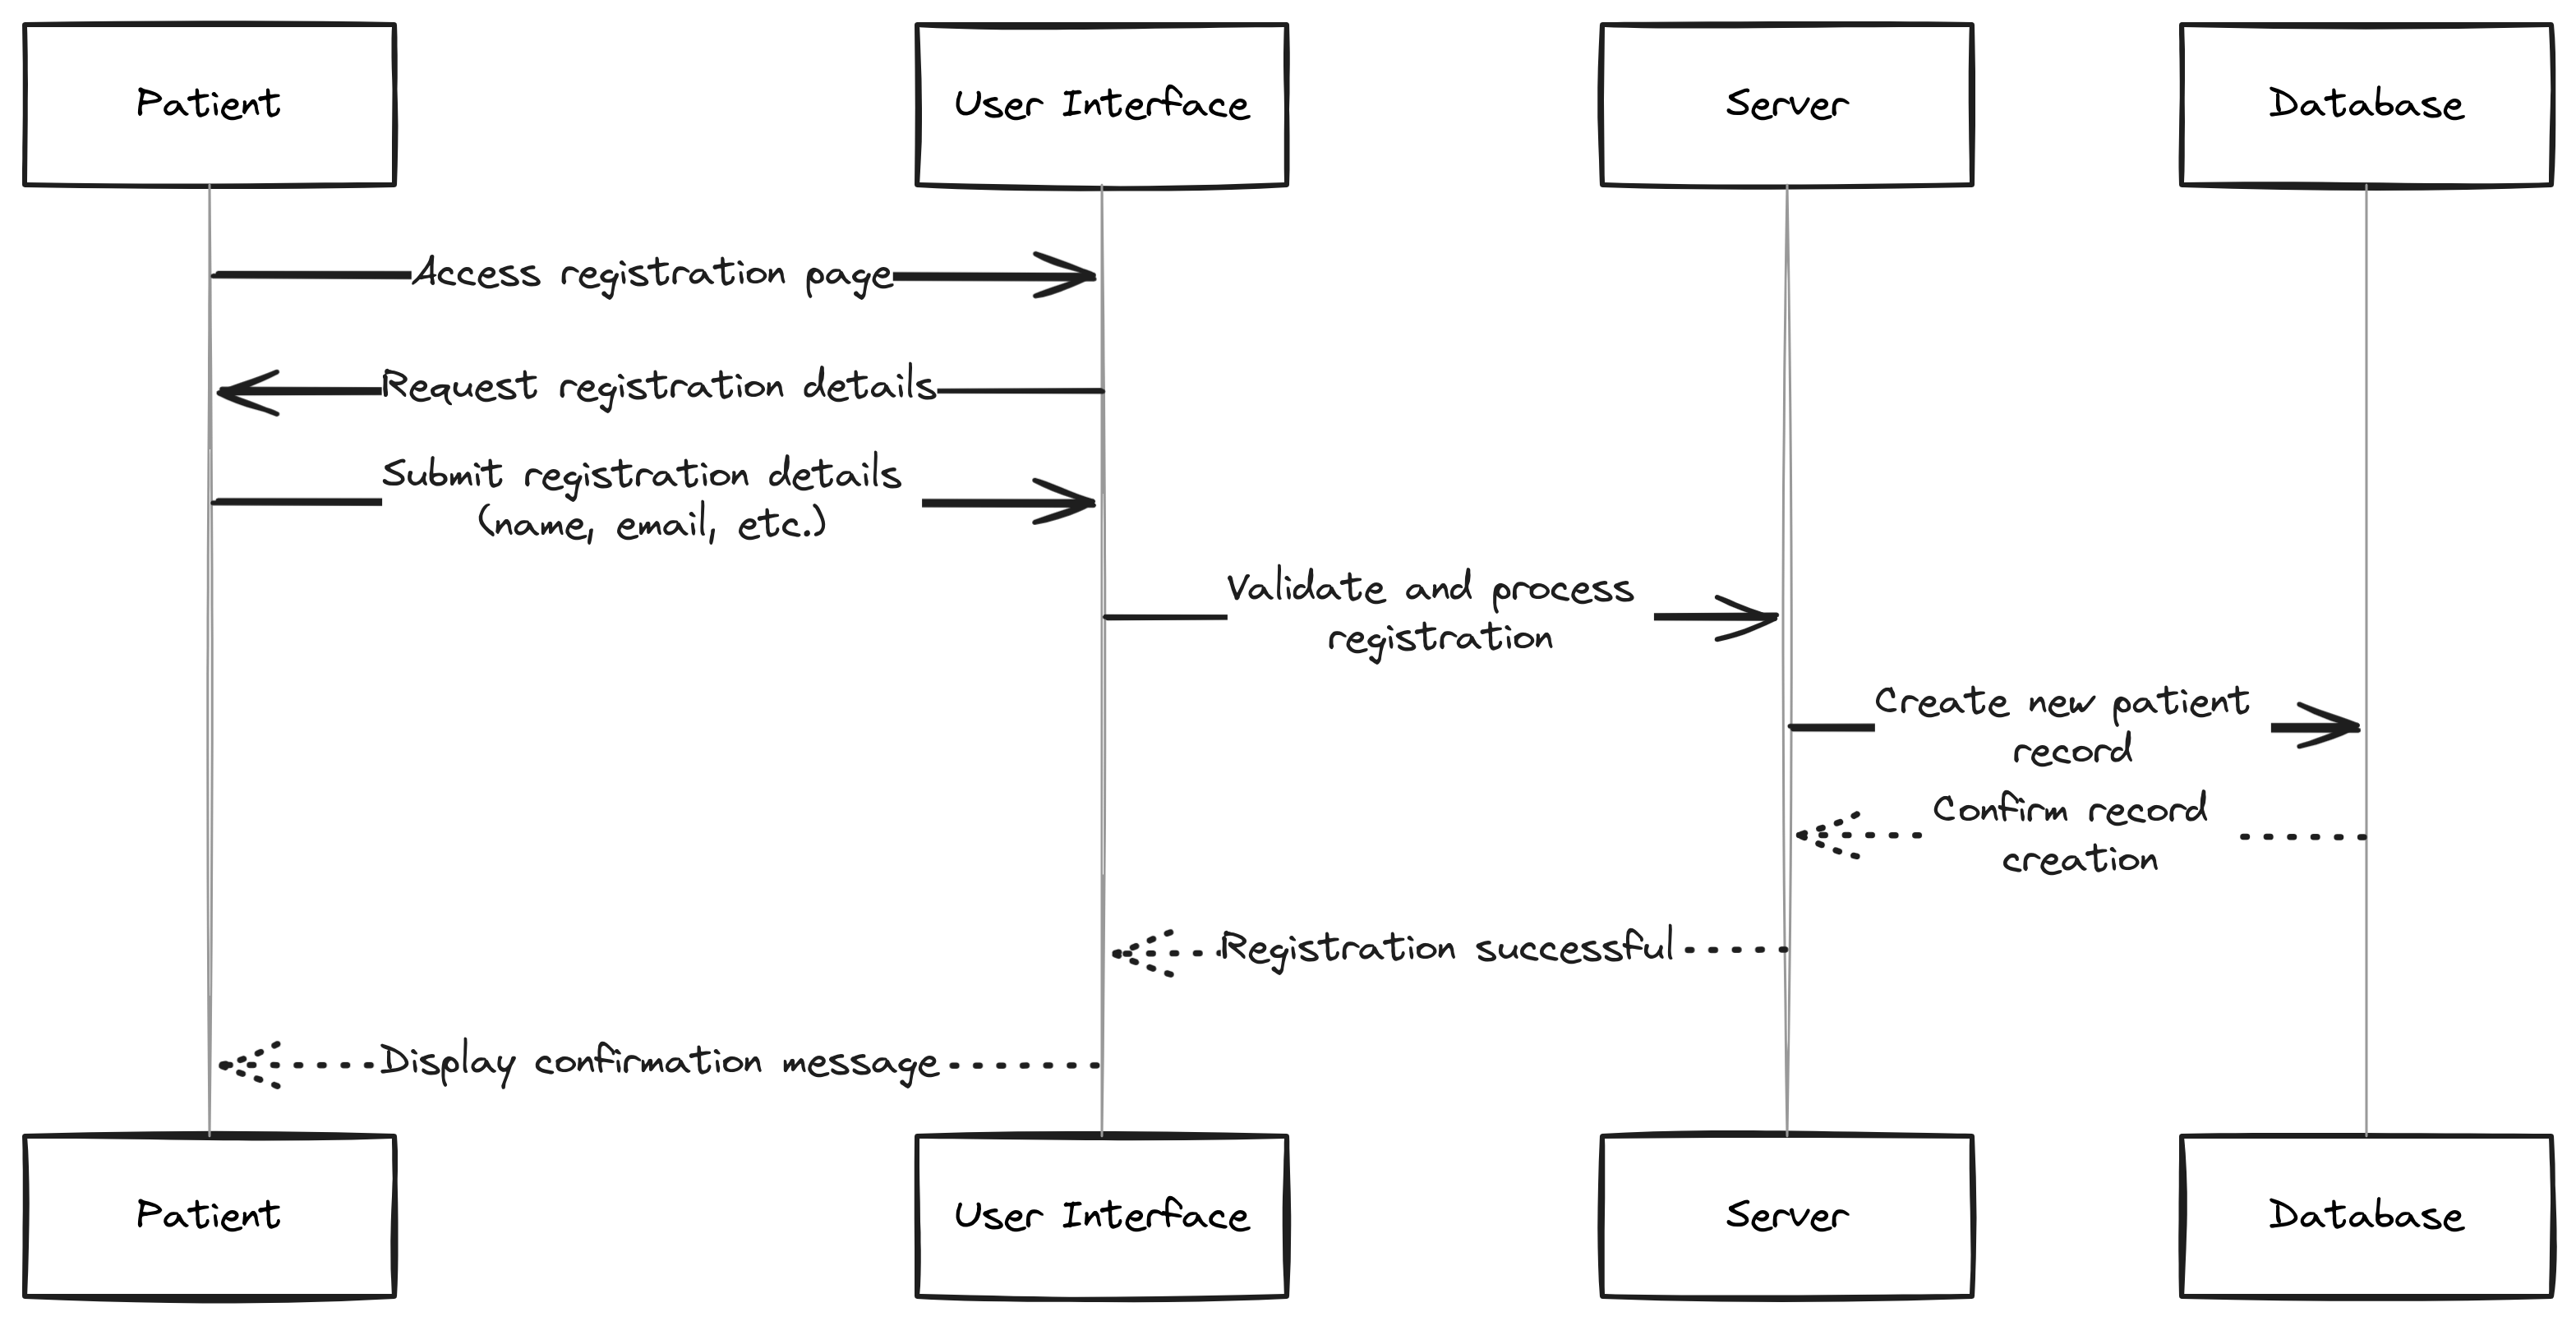 Patient
User Interface
Server
Database
Access registration page
Request registration details
Submit registration details
(name, email, etc.)
Validate and process
registration
Create new patient
record
Confirm record
creation
Registration successful
Display confirmation message
Patient
User Interface
Server
Database